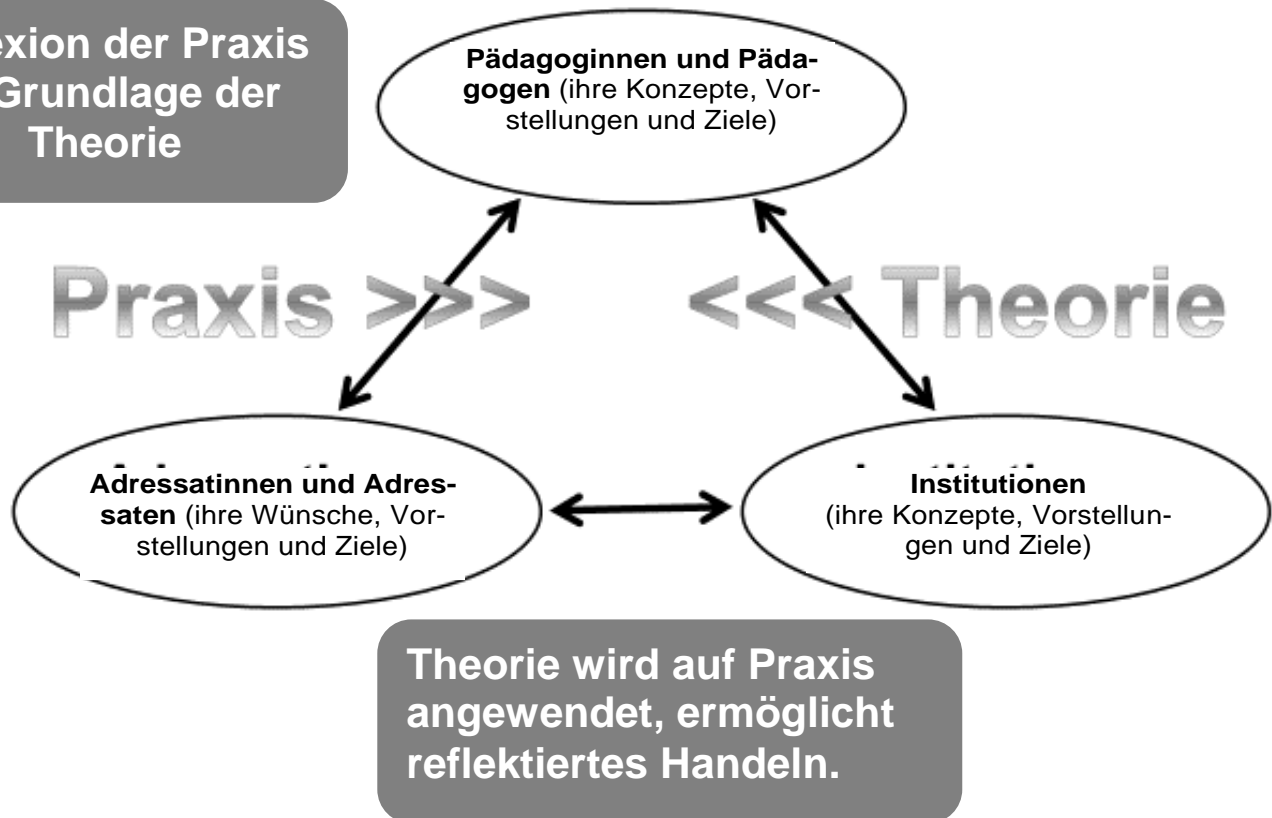 exion der Praxis
Grundlage der
Theorie
Pädagoginnen und Päda-
gogen (ihre Konzepte, Vor-
stellungen und Ziele)
Praxis >>>
<<< Theorie
Adressatinnen und Adres-
saten (ihre Wünsche, Vor-
stellungen und Ziele)
Institutionen
(ihre Konzepte, Vorstellun-
gen und Ziele)
Theorie wird auf Praxis
angewendet, ermöglicht
reflektiertes Handeln.